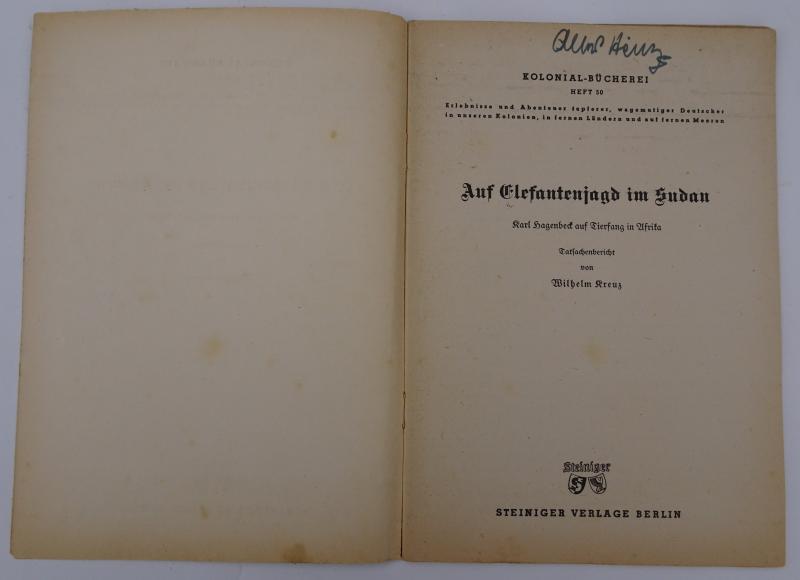 KOLONIAL-BÜCHEREI
HEFT 50
Erlebnisse und Abenteuer tapferer, wagemutiger Deutscher
in unseren Kolonien, in fernen Ländern und auf fernen Meeren
Auf Elefantenjagd im Sudan
Karl Hagenbeck auf Tierfang in Afrika
Tatsachenbericht
von
Wilhelm Kreuz
Steiniger
STEINIGER VERLAGE BERLIN